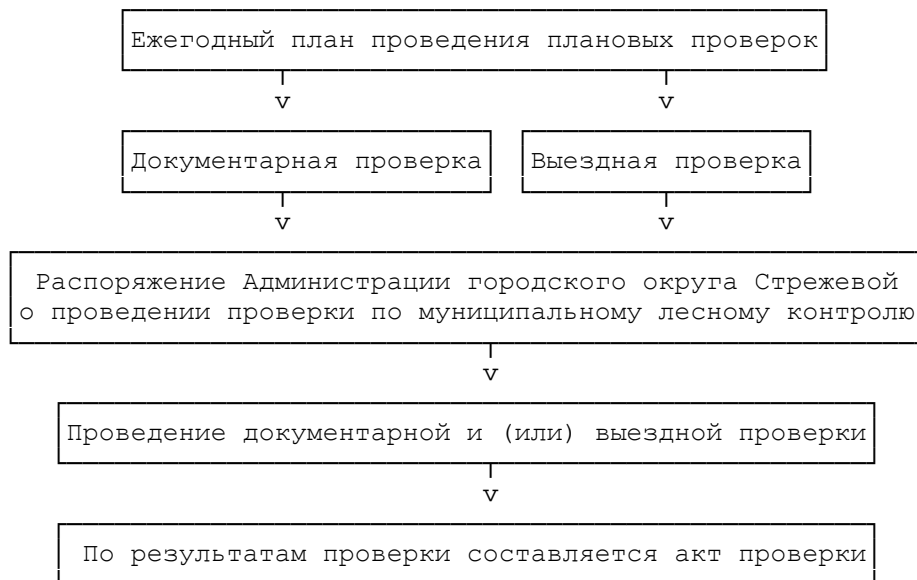 Ежегодный план проведения плановых проверок
v v
Документарная проверка Выездная проверка
v v
Распоряжение Администрации городского округа Стрежевой
о проведении проверки по муниципальному лесному контролю
v
Проведение документарной и (или) выездной проверки
v
По результатам проверки составляется акт проверки